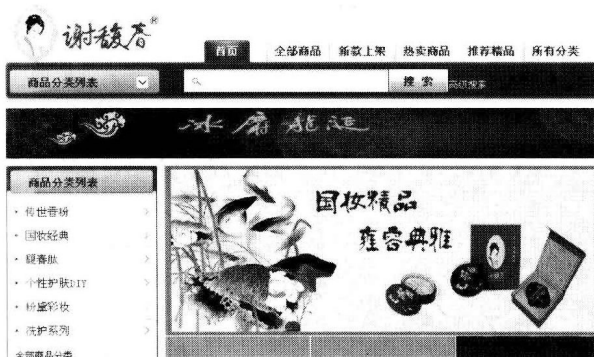 谢馥春®
首页 全部商品 新款上架 热卖商品 推荐精品 所有分类
商品分类列表 搜索 高级搜索
商品分类列表
传世香粉
国妆经典
馥春肽
个性护肤DIY
粉黛彩妆
洗护系列
全部商品分类
国妆精品
雍容典雅